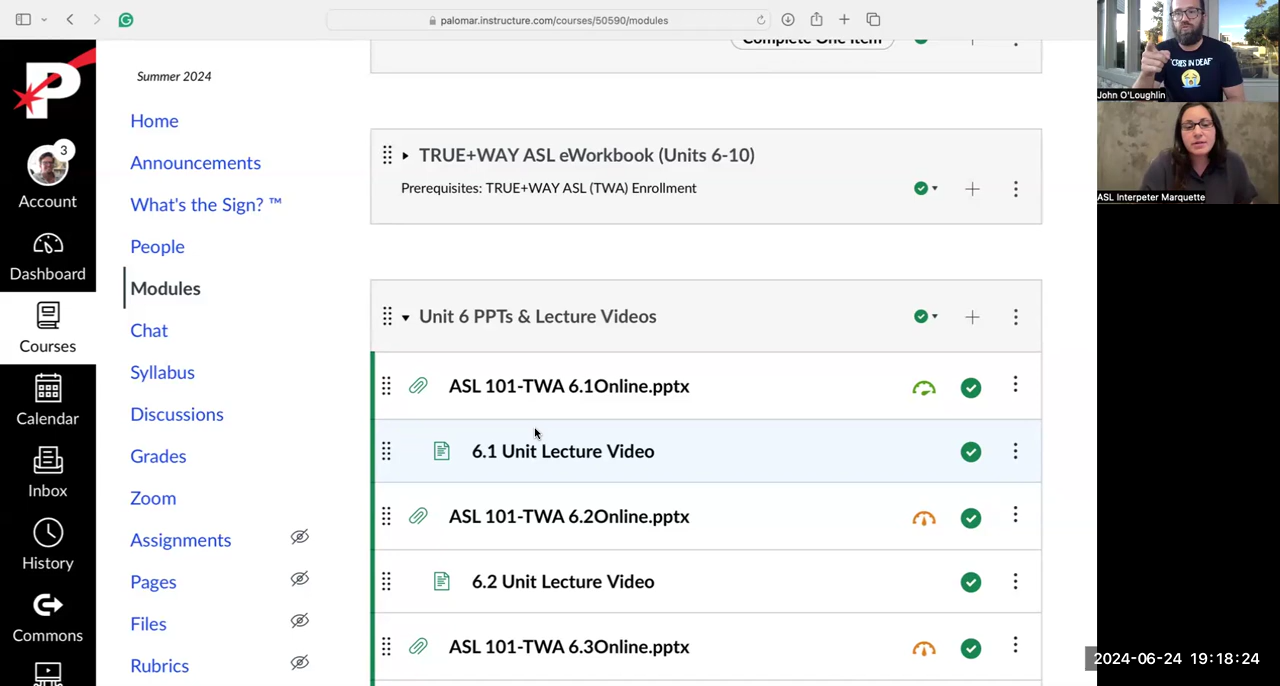 palomar.instructure.com/courses/50590/modules
Summer 2024
Home
Announcements
What's the Sign? ™
People
Modules
Chat
Syllabus
Discussions
Grades
Zoom
Assignments
Pages
Files
Rubrics
P
3
Account
Dashboard
Courses
Calendar
Inbox
History
Commons
Complete One Item
TRUE+WAY ASL eWorkbook (Units 6-10)
Prerequisites: TRUE+WAY ASL (TWA) Enrollment
Unit 6 PPTs & Lecture Videos
ASL 101-TWA 6.1Online.pptx
6.1 Unit Lecture Video
ASL 101-TWA 6.2Online.pptx
6.2 Unit Lecture Video
ASL 101-TWA 6.3Online.pptx
CRIES IN DEAF
John O'Loughlin
ASL Interpeter Marquette
2024-06-24 19:18:24